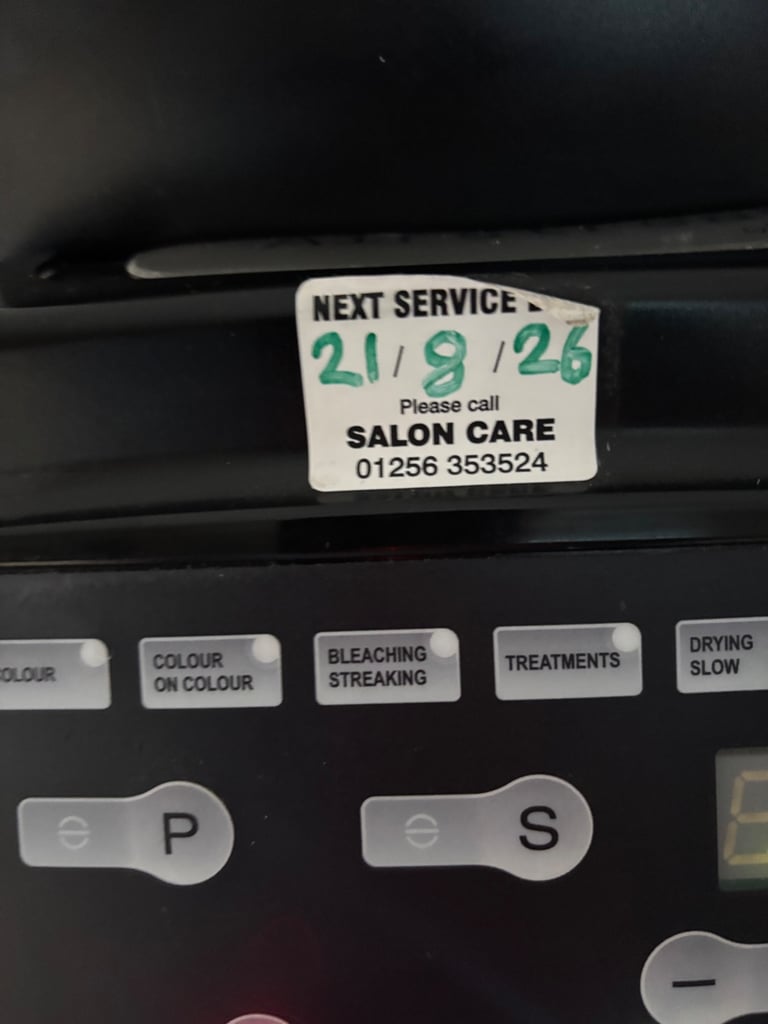 NEXT SERVICE
21/8/26
Please call
SALON CARE
01256 353524
COLOUR
ON COLOUR
BLEACHING
STREAKING
TREATMENTS
DRYING
SLOW
P
S